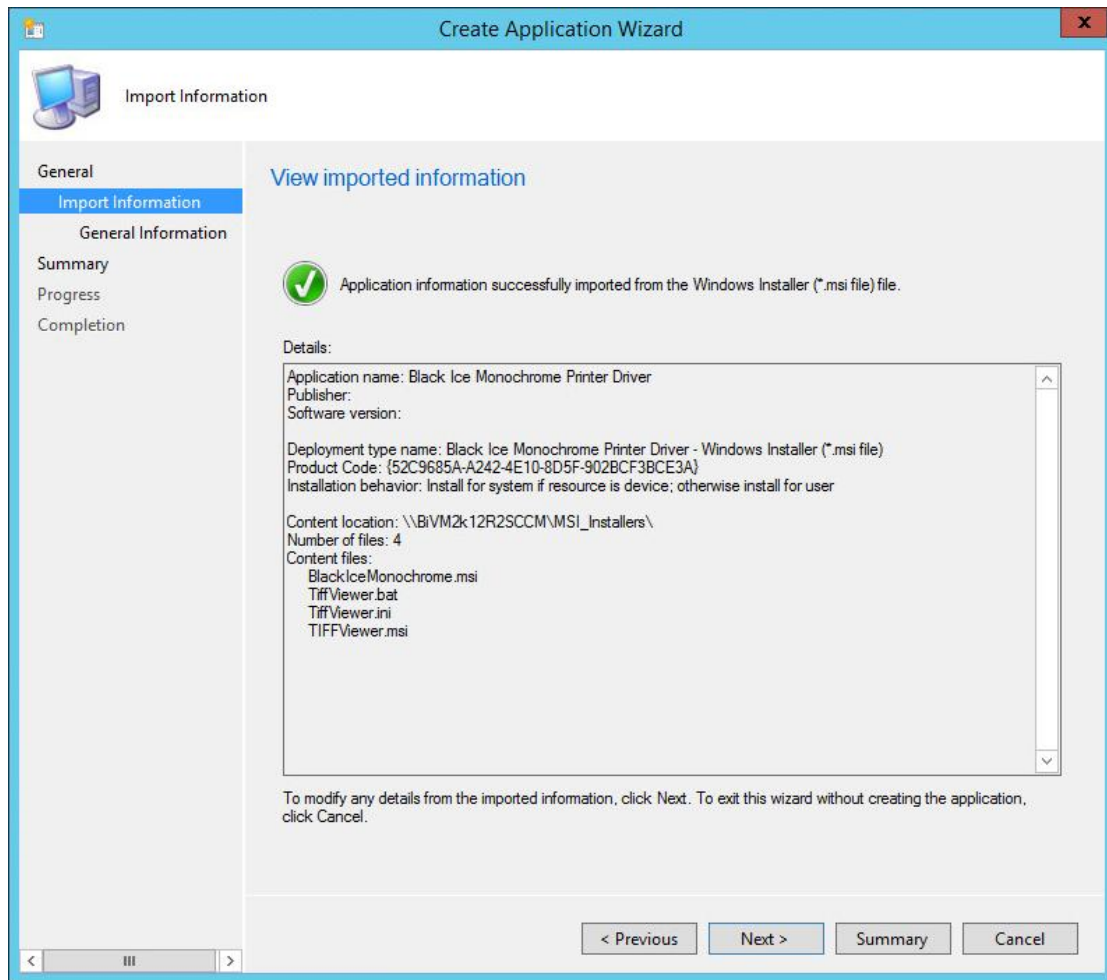 Create Application Wizard
x
Import Information
General
Import Information
General Information
Summary
Progress
Completion
View imported information
Application information successfully imported from the Windows Installer (*.msi file) file.
Details:
Application name: Black Ice Monochrome Printer Driver
Publisher:
Software version:
Deployment type name: Black Ice Monochrome Printer Driver - Windows Installer (*.msi file)
Product Code: {52C9685A-A242-4E10-8D5F-902BCF3BCE3A}
Installation behavior: Install for system if resource is device; otherwise install for user
Content location: \\BiVM2k12R2SCCM\MSI_Installers\
Number of files: 4
Content files:
BlackIceMonochrome.msi
TiffViewer.bat
TiffViewer.ini
TIFFViewer.msi
To modify any details from the imported information, click Next. To exit this wizard without creating the application,
click Cancel.
< Previous
Next >
Summary
Cancel